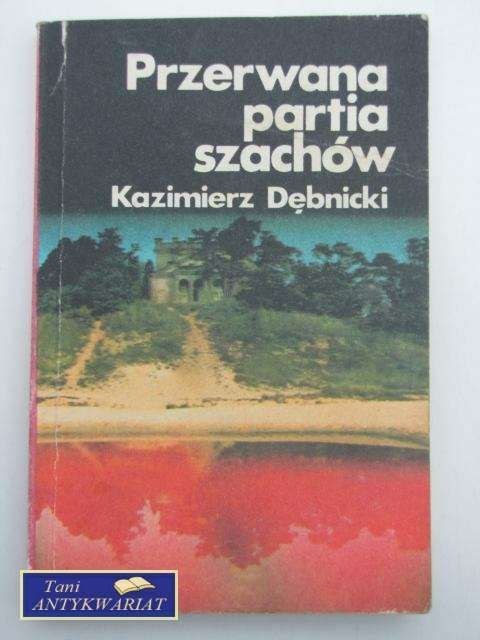 Przerwana
partia
szachów
Kazimierz Dębnicki
Tani
ANTYKWARIAT